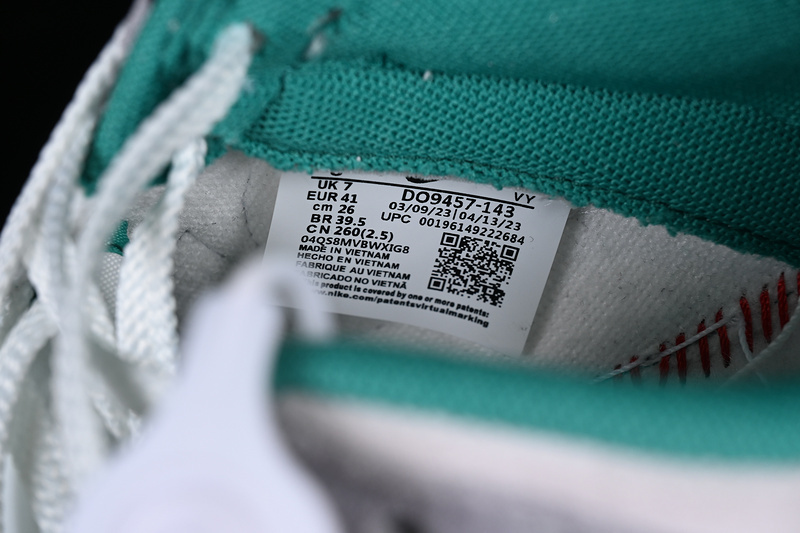 UK 7
EUR 41
cm 26
BR 39.5
CN 260(2.5)
04QS8MVBWXIG8
MADE IN VIETNAM
HECHO EN VIETNAM
FABRIQUE AU VIETNAM
FABRICADO NO VIETNÃ
product is covered by one or more patents:
.nike.com/patentsvirtualmarking
VY
DO9457-143
03/09/23|04/13/23
UPC 00196149222684